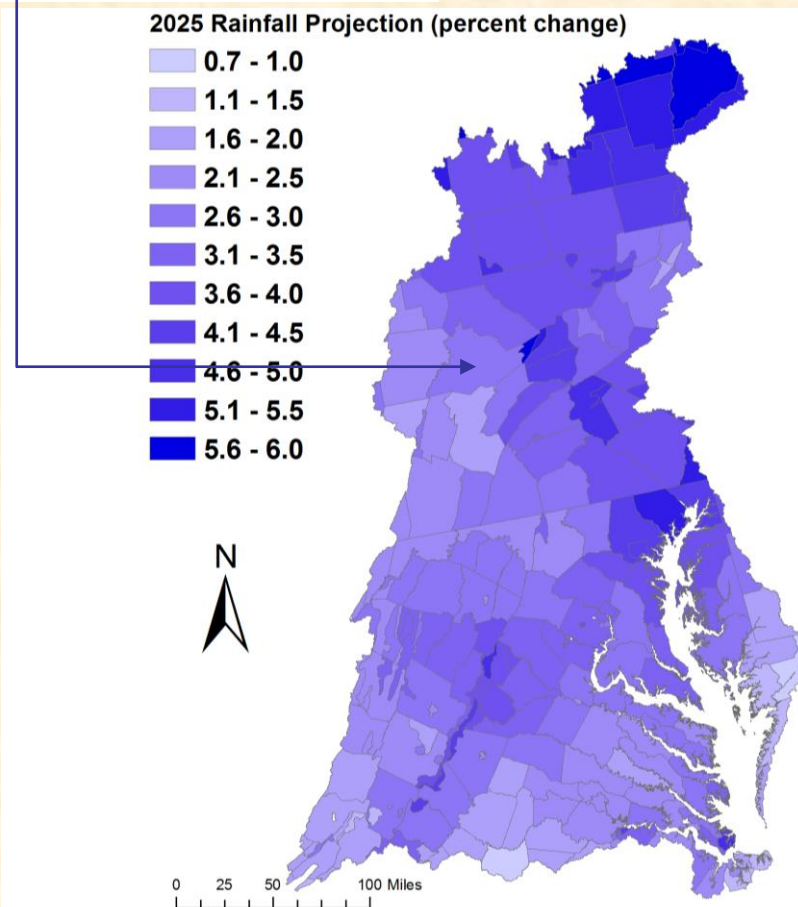 2025 Rainfall Projection (percent change)
0.7 - 1.0
1.1 - 1.5
1.6 - 2.0
2.1 - 2.5
2.6 - 3.0
3.1 - 3.5
3.6 - 4.0
4.1 - 4.5
4.6 - 5.0
5.1 - 5.5
5.6 - 6.0
N
0 25 50 100 Miles